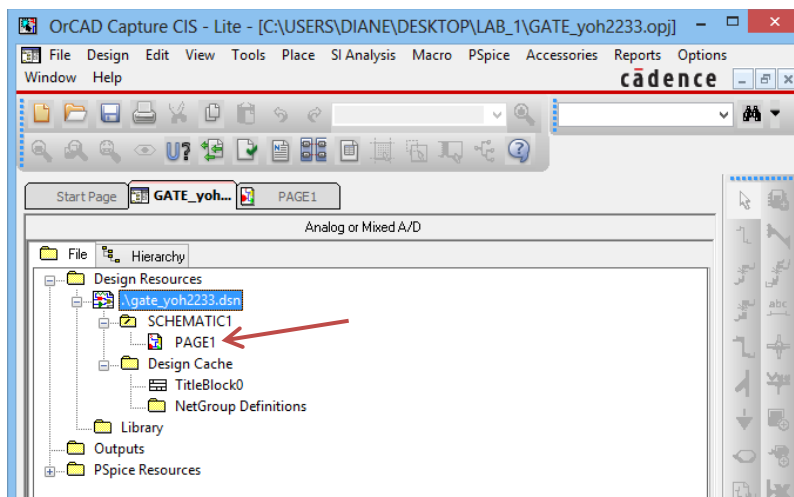 OrCAD Capture CIS - Lite - [C:\USERS\DIANE\DESKTOP\LAB_1\GATE_yoh2233.opj]
File Design Edit View Tools Place SI Analysis Macro PSpice Accessories Reports Options
Window Help
cādence
U?
Start Page GATE_yoh... PAGE1
Analog or Mixed A/D
File Hierarchy
Design Resources
.\gate_yoh2233.dsn
SCHEMATIC1
PAGE1
Design Cache
TitleBlock0
NetGroup Definitions
Library
Outputs
PSpice Resources
abc